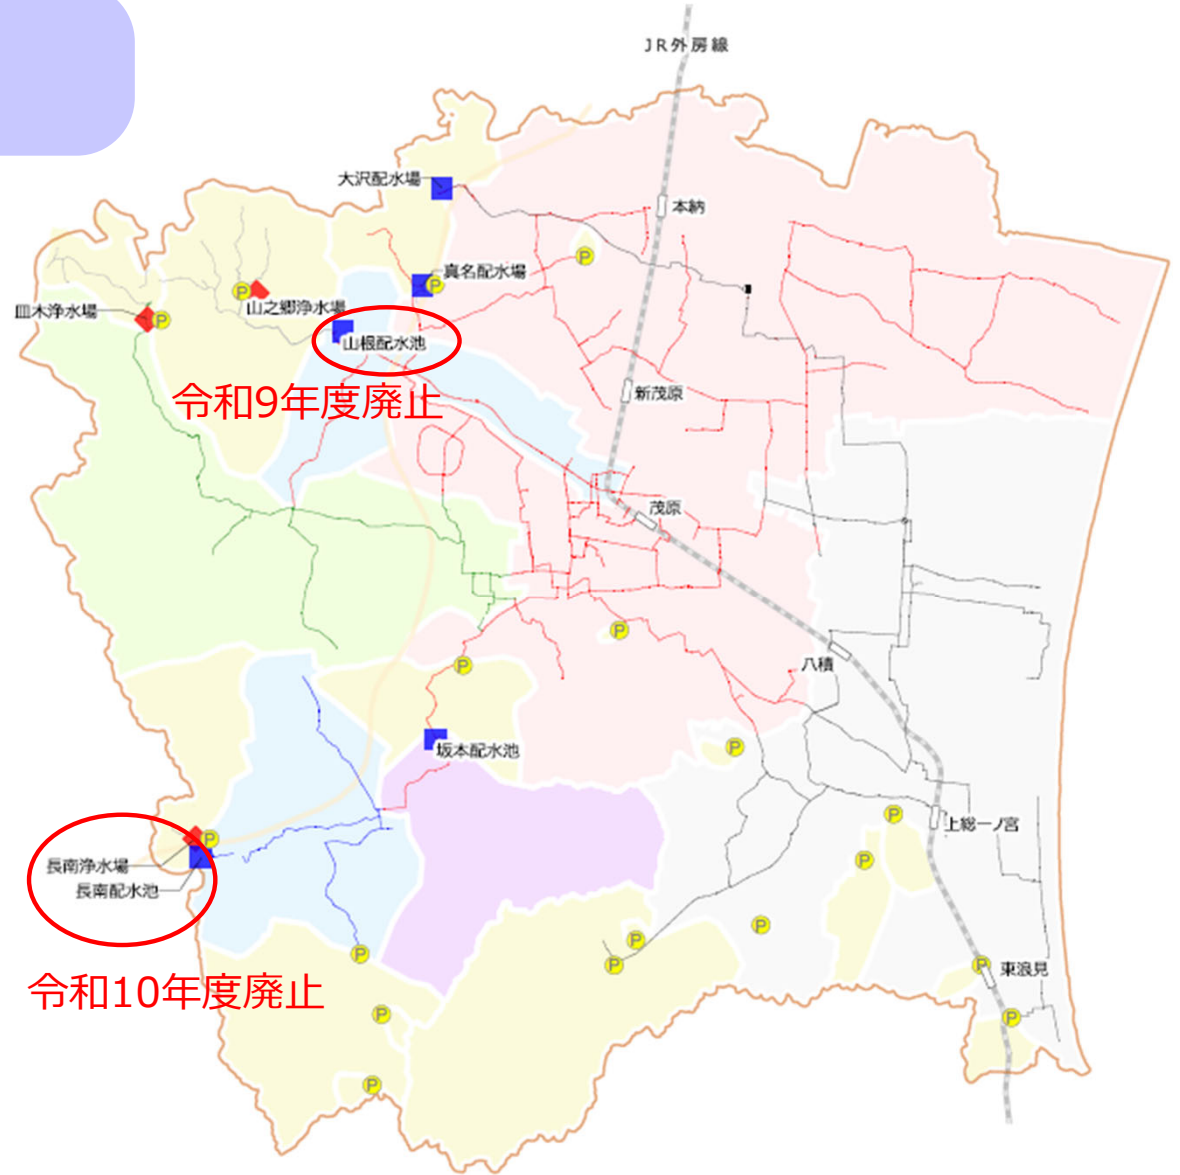 JR外房線
大沢配水場
本納
P
真名配水場
P
P
山之郷浄水場
皿木浄水場
P
山根配水池
令和9年度廃止
新茂原
茂原
P
八積
P
坂本配水池
P
P
上総一ノ宮
P
長南浄水場
長南配水池
P
P
P
P
P
東浪見
P
令和10年度廃止
P
P
P